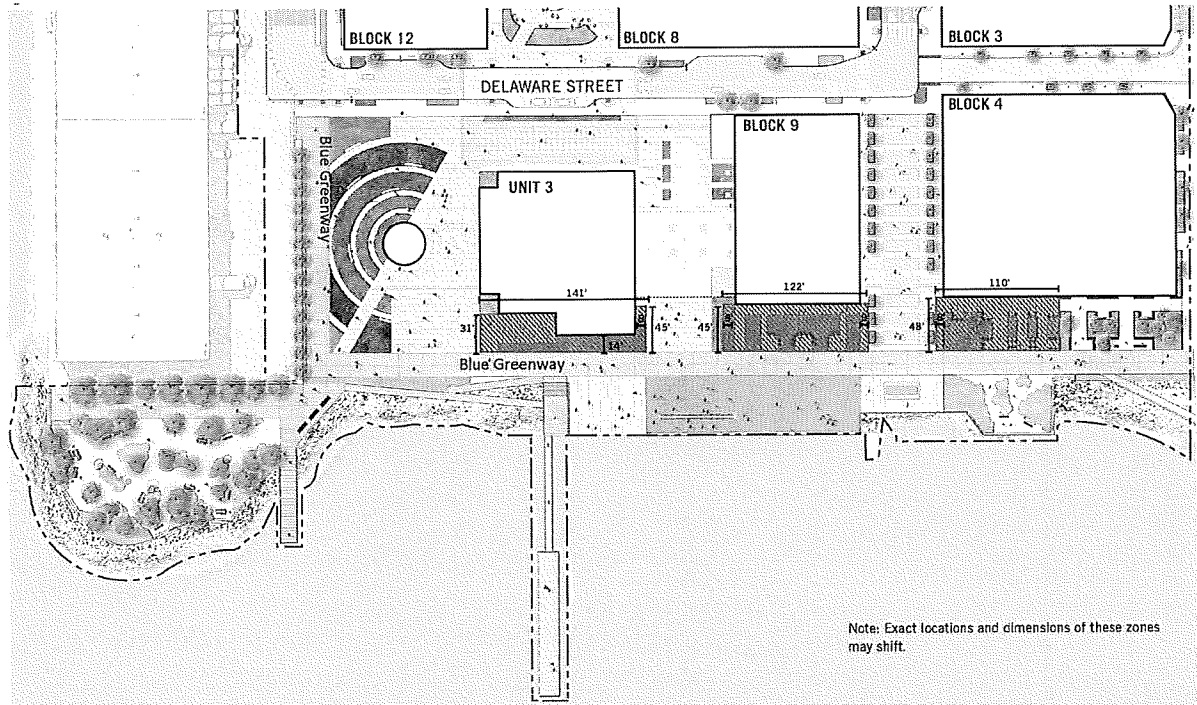 BLOCK 12
BLOCK 8
BLOCK 3
DELAWARE STREET
BLOCK 4
BLOCK 9
Blue Greenway
UNIT 3
141'
122'
110'
31'
45'
45'
48'
14'
Blue Greenway
Note: Exact locations and dimensions of these zones
may shift.